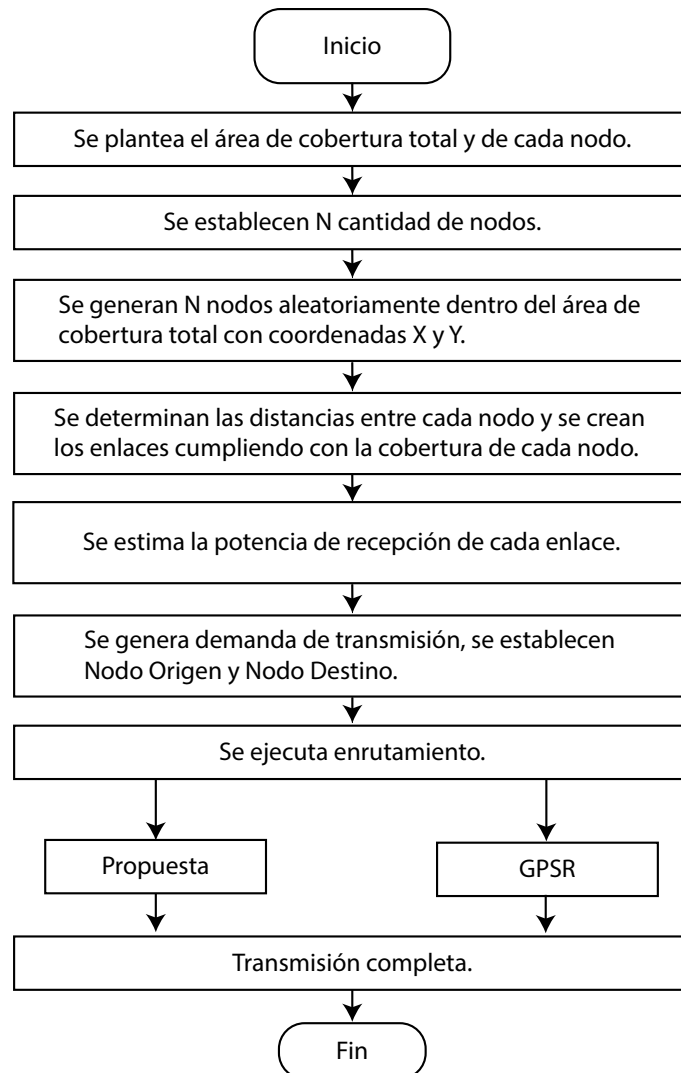 Inicio
Se plantea el área de cobertura total y de cada nodo.
Se establecen N cantidad de nodos.
Se generan N nodos aleatoriamente dentro del área de
cobertura total con coordenadas X y Y.
Se determinan las distancias entre cada nodo y se crean
los enlaces cumpliendo con la cobertura de cada nodo.
Se estima la potencia de recepción de cada enlace.
Se genera demanda de transmisión, se establecen
Nodo Origen y Nodo Destino.
Se ejecuta enrutamiento.
Propuesta
GPSR
Transmisión completa.
Fin